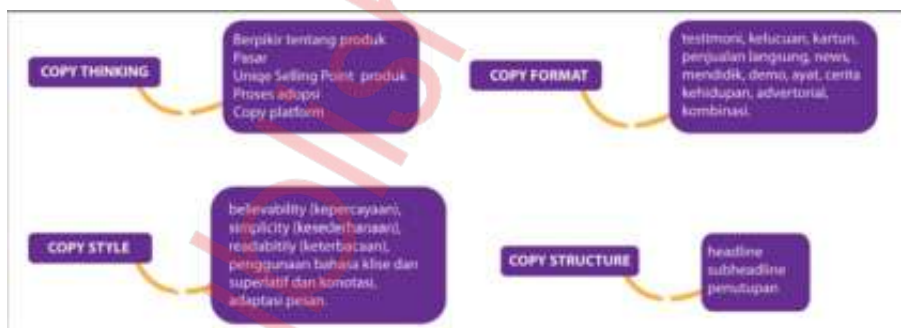 COPY THINKING
Berpikir tentang produk
Pasar
Uniqe Selling Point produk
Proses adopsi
Copy platform
COPY FORMAT
testimoni, kelucuan, kartun,
penjualan langsung, news,
mendidik, demo, ayat, cerita
kehidupan, advertorial,
kombinasi.
COPY STYLE
believability (kepercayaan),
simplicity (kesederhanaan),
readabitily (keterbacaan),
penggunaan bahasa klise dan
superlatif dan konotasi,
adaptasi pesan.
COPY STRUCTURE
headline
subheadline
penutupan